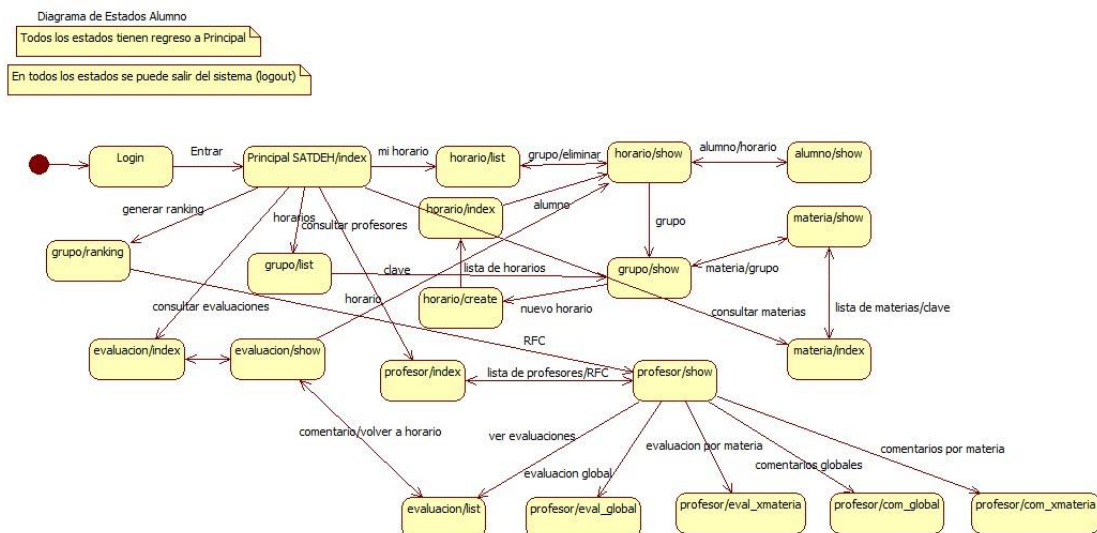 Diagrama de Estados Alumno
Todos los estados tienen regreso a Principal
En todos los estados se puede salir del sistema (logout)
Login
Entrar
Principal SATDEH/index
mi horario
horario/list
grupo/eliminar
horario/show
alumno/horario
alumno/show
generar ranking
horarios
consultar profesores
horario/index
alumno
grupo
materia/show
grupo/ranking
grupo/list
clave
lista de horarios
grupo/show
materia/grupo
consultar evaluaciones
horario
horario/create
nuevo horario
consultar materias
lista de materias/clave
evaluacion/index
evaluacion/show
RFC
materia/index
profesor/index
lista de profesores/RFC
profesor/show
comentario/volver a horario
ver evaluaciones
evaluacion por materia
comentarios por materia
evaluacion global
comentarios globales
evaluacion/list
profesor/eval_global
profesor/eval_xmateria
profesor/com_global
profesor/com_xmateria